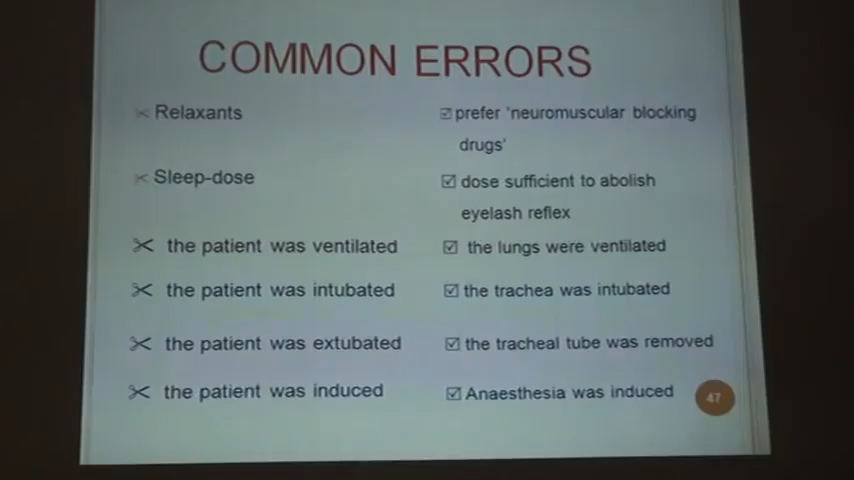 COMMON ERRORS
Relaxants
prefer 'neuromuscular blocking
drugs'
Sleep-dose
dose sufficient to abolish
eyelash reflex
the patient was ventilated
the lungs were ventilated
the patient was intubated
the trachea was intubated
the patient was extubated
the tracheal tube was removed
the patient was induced
Anaesthesia was induced
47